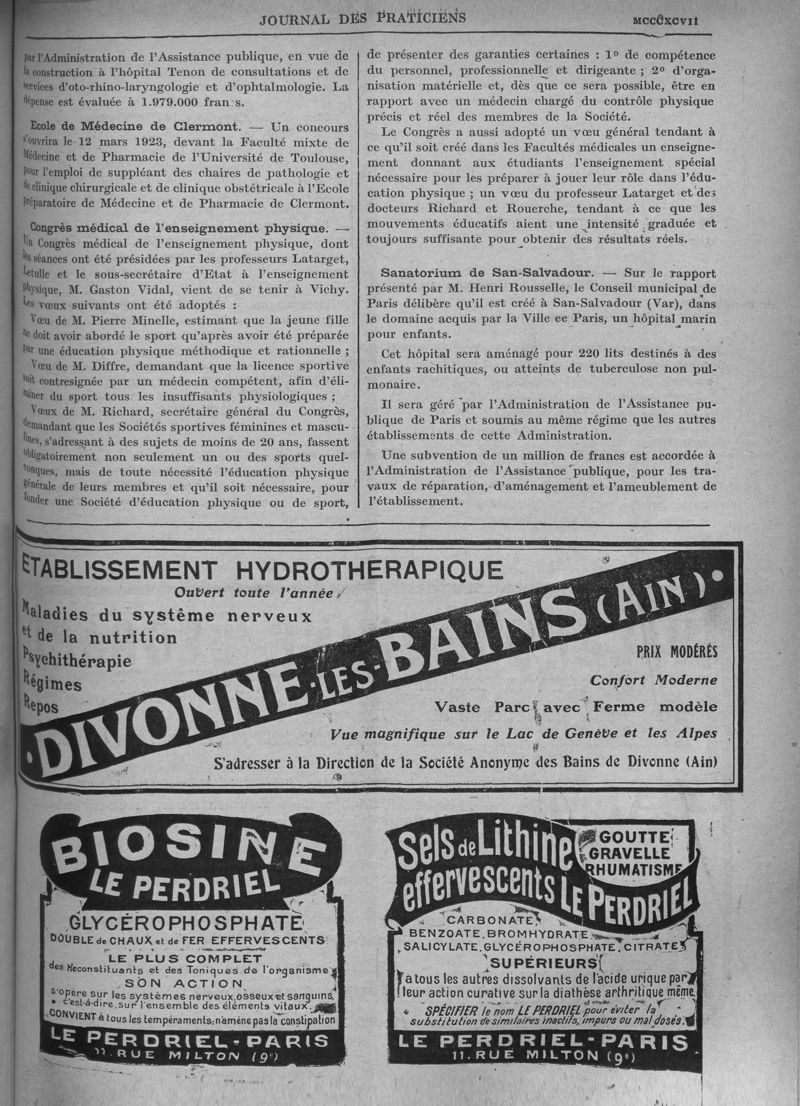 JOURNAL DES PRATICIENS
par l'Administration de l'Assistance publique, en vue de
la construction à l'hôpital Tenon de consultations et de
services d'oto-rhino-laryngologie et d'ophtalmologie. La
dépense est évaluée à 1.979.000 fran s.
Ecole de Médecine de Clermont. — Un concours
s'ouvrira le 12 mars 1923, devant la Faculté mixte de
Médecine et de Pharmacie de l'Université de Toulouse,
pour l'emploi de suppléant des chaires de pathologie et
de clinique chirurgicale et de clinique obstétricale à l'Ecole
préparatoire de Médecine et de Pharmacie de Clermont.
Congrès médical de l'enseignement physique. —
Un Congrès médical de l'enseignement physique, dont
les séances ont été présidées par les professeurs Latarget,
Letulle et le sous-secrétaire d'Etat à l'enseignement
physique, M. Gaston Vidal, vient de se tenir à Vichy.
Les vœux suivants ont été adoptés :
Vœu de M. Pierre Minelle, estimant que la jeune fille
ne doit avoir abordé le sport qu'après avoir été préparée
par une éducation physique méthodique et rationnelle ;
Vœu de M. Diffre, demandant que la licence sportive
soit contresignée par un médecin compétent, afin d'éli-
miner du sport tous les insuffisants physiologiques ;
Vœux de M. Richard, secrétaire général du Congrès,
demandant que les Sociétés sportives féminines et mascu-
lines, s'adressant à des sujets de moins de 20 ans, fassent
obligatoirement non seulement un ou des sports quel-
conques, mais de toute nécessité l'éducation physique
générale de leurs membres et qu'il soit nécessaire, pour
fonder une Société d'éducation physique ou de sport,
de présenter des garanties certaines : 1º de compétence
du personnel, professionnelle et dirigeante ; 2º d'orga-
nisation matérielle et, dès que ce sera possible, être en
rapport avec un médecin chargé du contrôle physique
précis et réel des membres de la Société.
Le Congrès a aussi adopté un vœu général tendant à
ce qu'il soit créé dans les Facultés médicales un enseigne-
ment donnant aux étudiants l'enseignement spécial
nécessaire pour les préparer à jouer leur rôle dans l'édu-
cation physique ; un vœu du professeur Latarget et des
docteurs Richard et Rouerche, tendant à ce que les
mouvements éducatifs aient une intensité graduée et
toujours suffisante pour obtenir des résultats réels.
Sanatorium de San-Salvadour. — Sur le rapport
présenté par M. Henri Rousselle, le Conseil municipal de
Paris délibère qu'il est créé à San-Salvadour (Var), dans
le domaine acquis par la Ville ee Paris, un hôpital marin
pour enfants.
Cet hôpital sera aménagé pour 220 lits destinés à des
enfants rachitiques, ou atteints de tuberculose non pul-
monaire.
Il sera géré par l'Administration de l'Assistance pu-
blique de Paris et soumis au même régime que les autres
établissements de cette Administration.
Une subvention de un million de francs est accordée à
l'Administration de l'Assistance publique, pour les tra-
vaux de réparation, d'aménagement et l'ameublement de
l'établissement.
ETABLISSEMENT HYDROTHERAPIQUE
Ouvert toute l'année
Maladies du système nerveux
et de la nutrition
Psychithérapie
Régimes
Repos
DIVONNE-LES-BAINS (AIN)
PRIX MODÉRÉS
Confort Moderne
Vaste Parc avec Ferme modèle
Vue magnifique sur le Lac de Genève et les Alpes
S'adresser à la Direction de la Société Anonyme des Bains de Divonne (Ain)
BIOSINE
LE PERDRIEL
GLYCÉROPHOSPHATE
DOUBLE de CHAUX et de FER EFFERVESCENTS
LE PLUS COMPLET
des Reconstituants et des Toniques de l'organisme
SON ACTION
s'opère sur les systèmes nerveux, osseux et sanguins,
c'est-à-dire, sur l'ensemble des éléments vitaux.
CONVIENT à tous les tempéraments, n'amène pas la constipation
LE PERDRIEL - PARIS
11, RUE MILTON (9e)
Sels de Lithine
effervescents LE PERDRIEL
GOUTTE
GRAVELLE
RHUMATISME
CARBONATE
BENZOATE, BROMHYDRATE
SALICYLATE, GLYCÉROPHOSPHATE, CITRATE
SUPÉRIEURS
à tous les autres dissolvants de l'acide urique par
leur action curative sur la diathèse arthritique même
SPÉCIFIER le nom LE PERDRIEL pour éviter la
substitution de similaires inactifs, impurs ou mal dosés.
LE PERDRIEL - PARIS
11, RUE MILTON (9e)